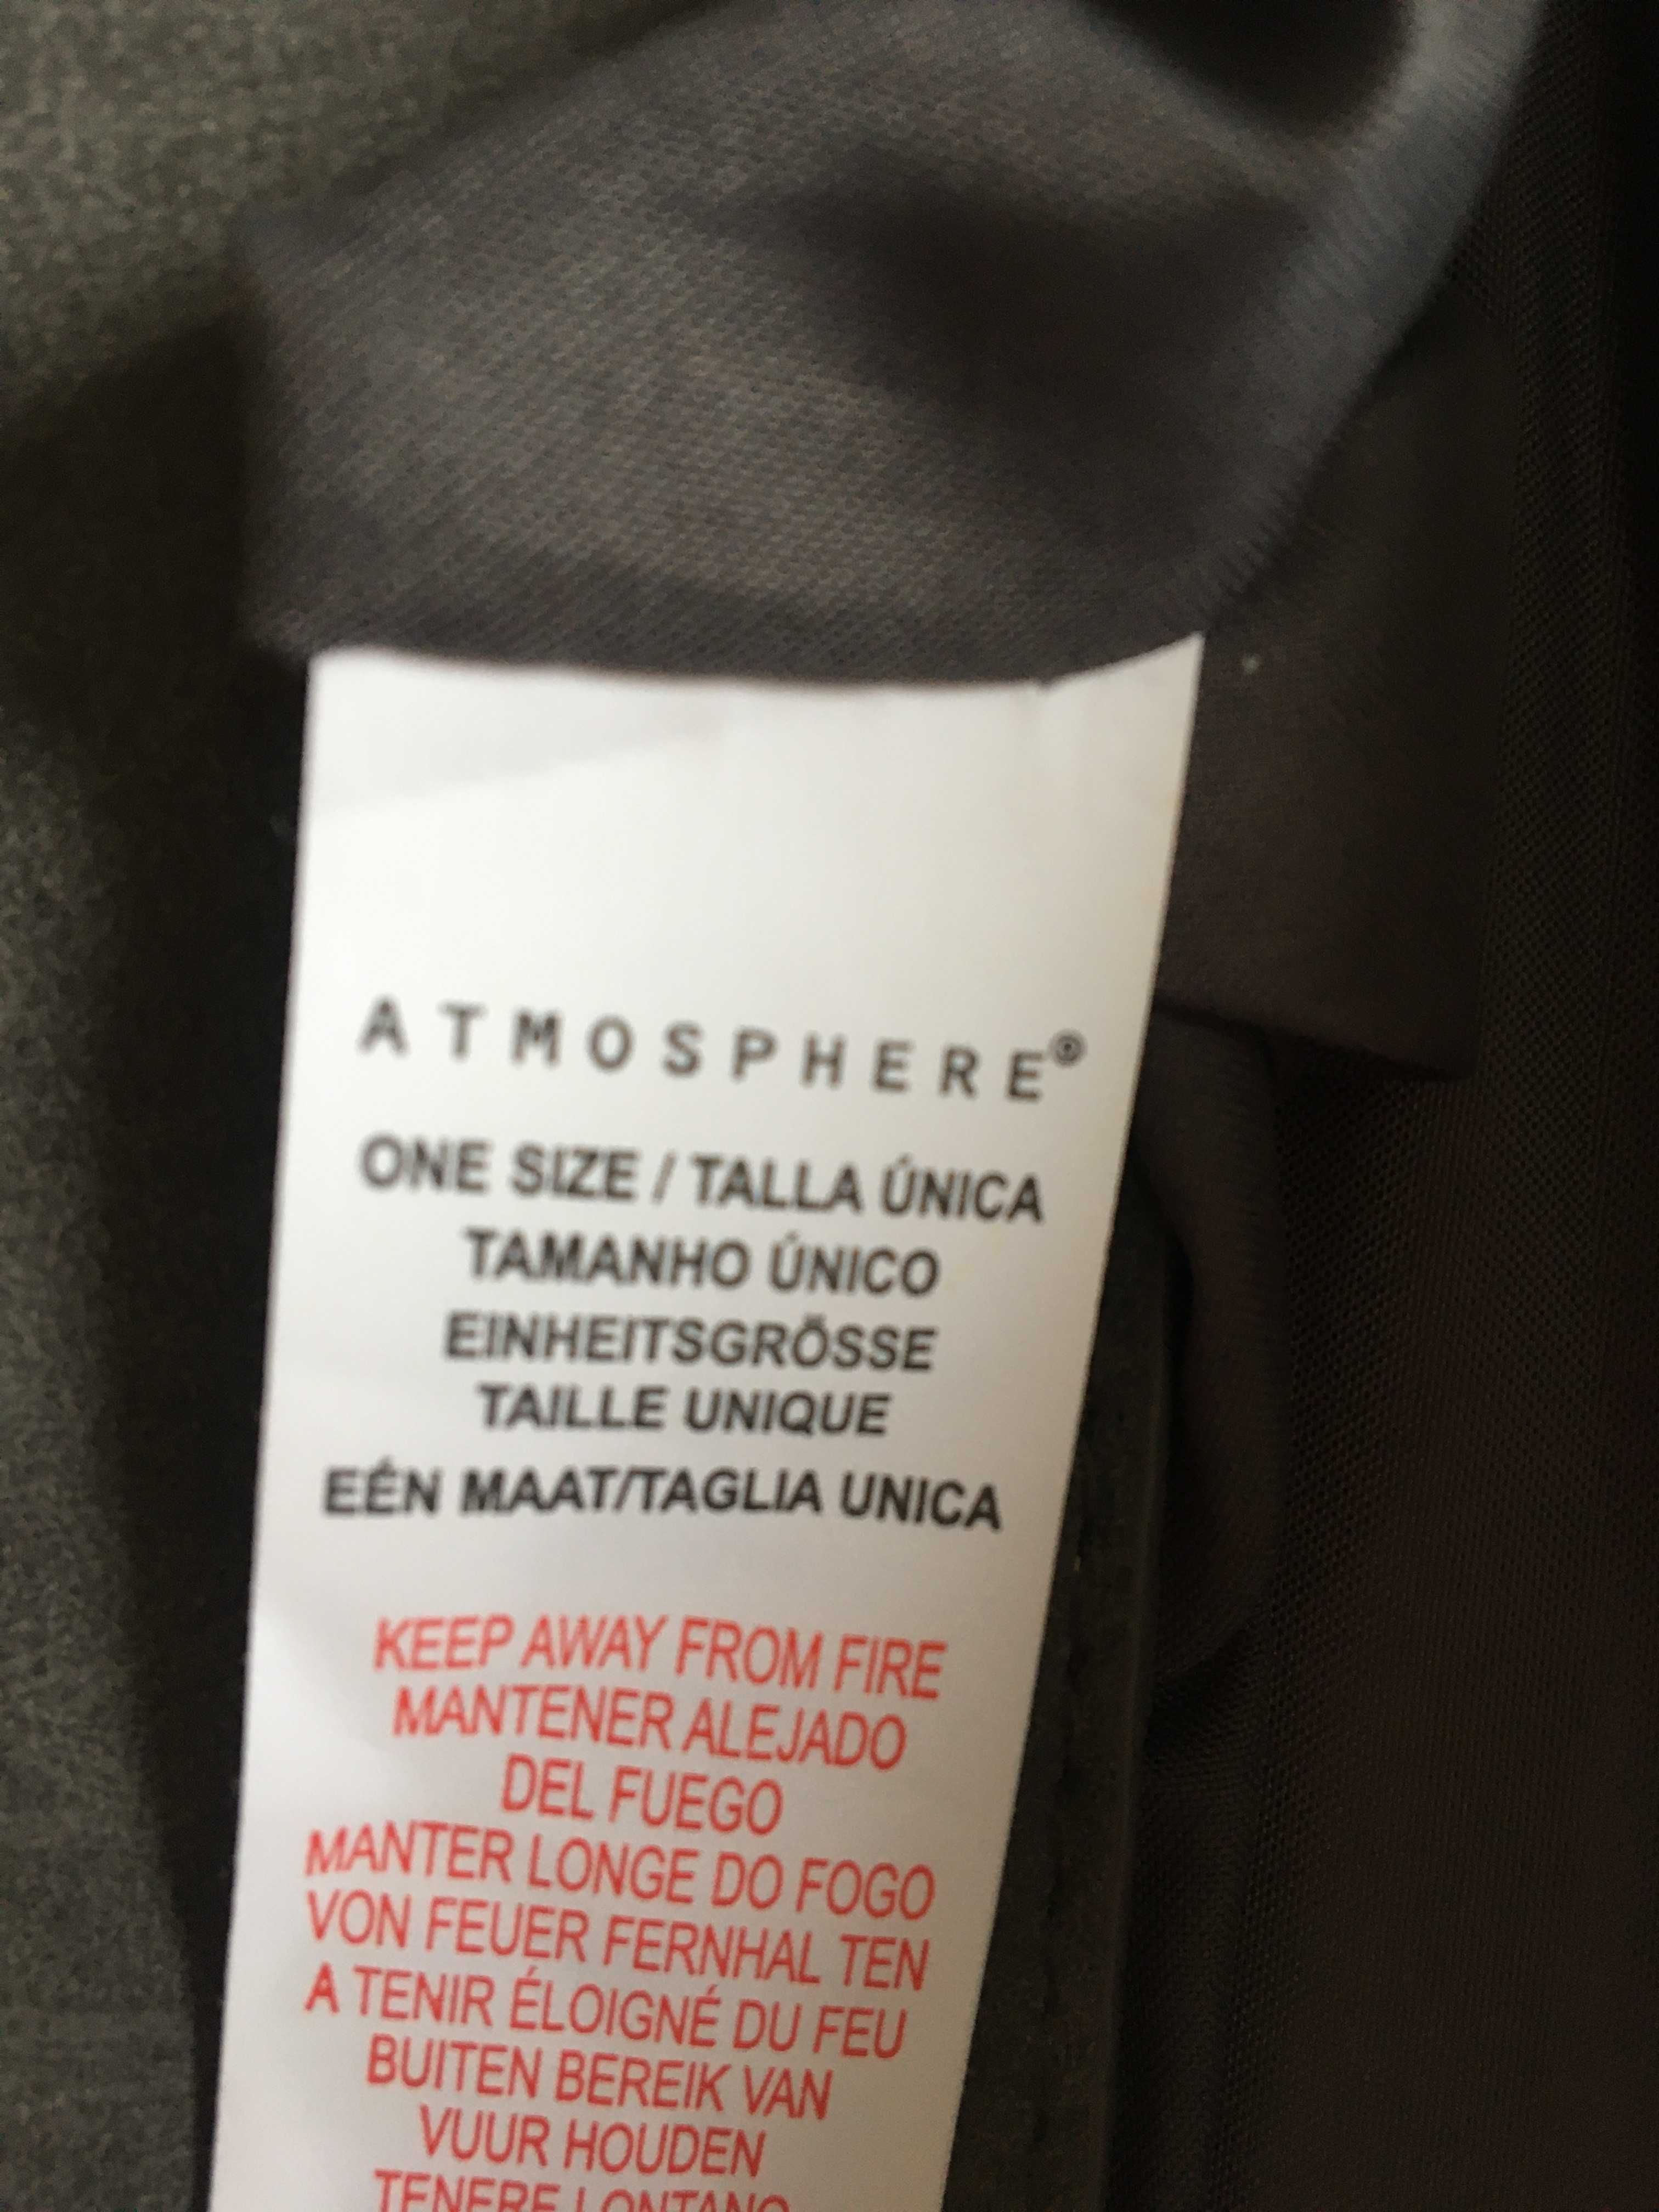 ATMOSPHERE®
ONE SIZE / TALLA ÚNICA
TAMANHO ÚNICO
EINHEITSGRÖSSE
TAILLE UNIQUE
EÉN MAAT/TAGLIA UNICA
KEEP AWAY FROM FIRE
MANTENER ALEJADO
DEL FUEGO
MANTER LONGE DO FOGO
VON FEUER FERNHAL TEN
A TENIR ÉLOIGNÉ DU FEU
BUITEN BEREIK VAN
VUUR HOUDEN
TENERE LONTANO